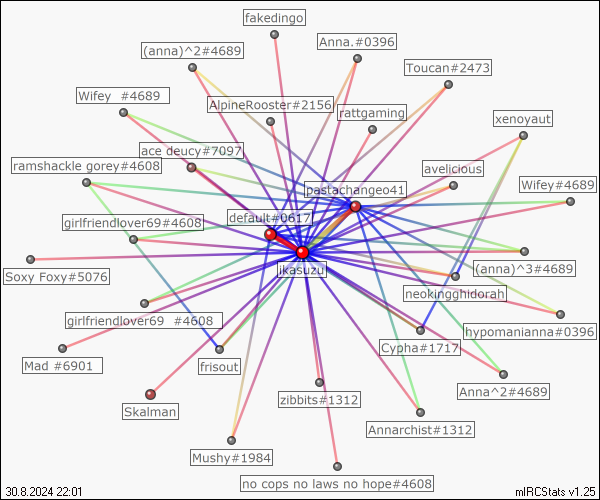 fakedingo
(anna)^2#4689
Anna.#0396
Toucan#2473
Wifey  #4689
AlpineRooster#2156
rattgaming
xenoyaut
ace deucy#7097
ramshackle gorey#4608
avelicious
pastachangeo41
Wifey#4689
default#0617
girlfriendlover69#4608
ikasuzu
(anna)^3#4689
Soxy Foxy#5076
neokingghidorah
girlfriendlover69  #4608
hypomanianna#0396
Cypha#1717
Mad #6901
frisout
Anna^2#4689
zibbits#1312
Skalman
Annarchist#1312
Mushy#1984
no cops no laws no hope#4608
30.8.2024 22:01
mIRCStats v1.25